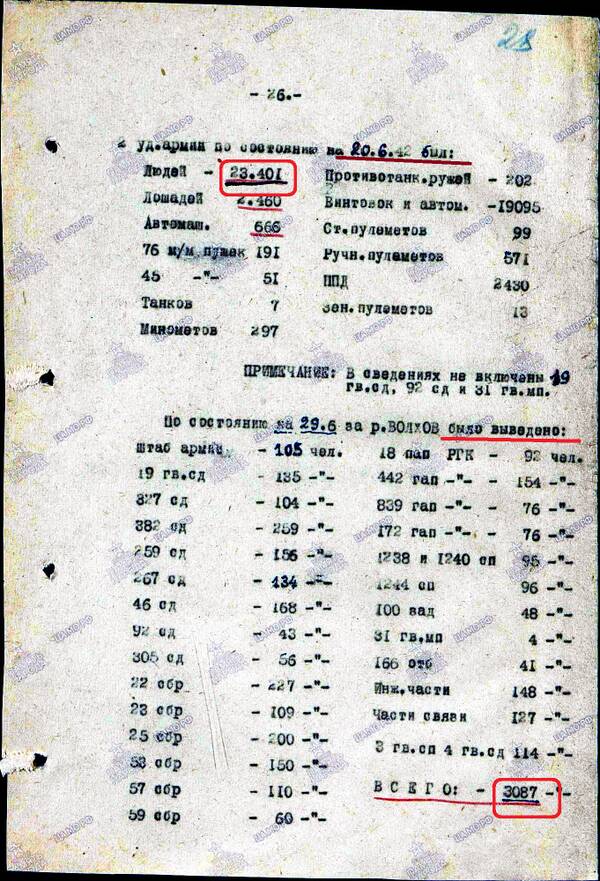 28
- 26.-
2 уд.армии по состоянию на 20.6.42 был:
Людей - 23.401 Противотанк.ружей - 202
Лошадей 2.460 Винтовок и автом. -19095
Автомаш. 666 Ст.пулеметов 99
76 м/м пушек 191 Ручн.пулеметов 571
45 -"- 51 ППД 2430
Танков 7 Зен.пулеметов 13
Минометов 297
ПРИМЕЧАНИЕ: В сведениях не включены 19
гв.сд, 92 сд и 31 гв.мп.
По состоянию на 29.6 за р.ВОЛХОВ было выведено:
Штаб армии - 105 чел. 18 пап РГК - 92 чел.
19 гв.сд - 135 -"- 442 гап -"- - 154 -"-
327 сд - 104 -"- 839 гап -"- - 76 -"-
382 сд - 259 -"- 172 гап -"- - 76 -"-
259 сд - 156 -"- 1238 и 1240 сп 95 -"-
267 сд - 134 -"- 1244 сп 96 -"-
46 сд - 168 -"- 100 зад 48 -"-
92 сд - 43 -"- 31 гв.мп 4 -"-
305 сд - 56 -"- 166 отб 41 -"-
22 сбр - 227 -"- Инж.части 148 -"-
23 сбр - 109 -"- Части связи 127 -"-
25 сбр - 200 -"- 3 гв.сп 4 гв.сд 114 -"-
53 сбр - 150 -"- ВСЕГО: - 3087 -"-
57 сбр - 110 -"-
59 сбр - 60 -"-